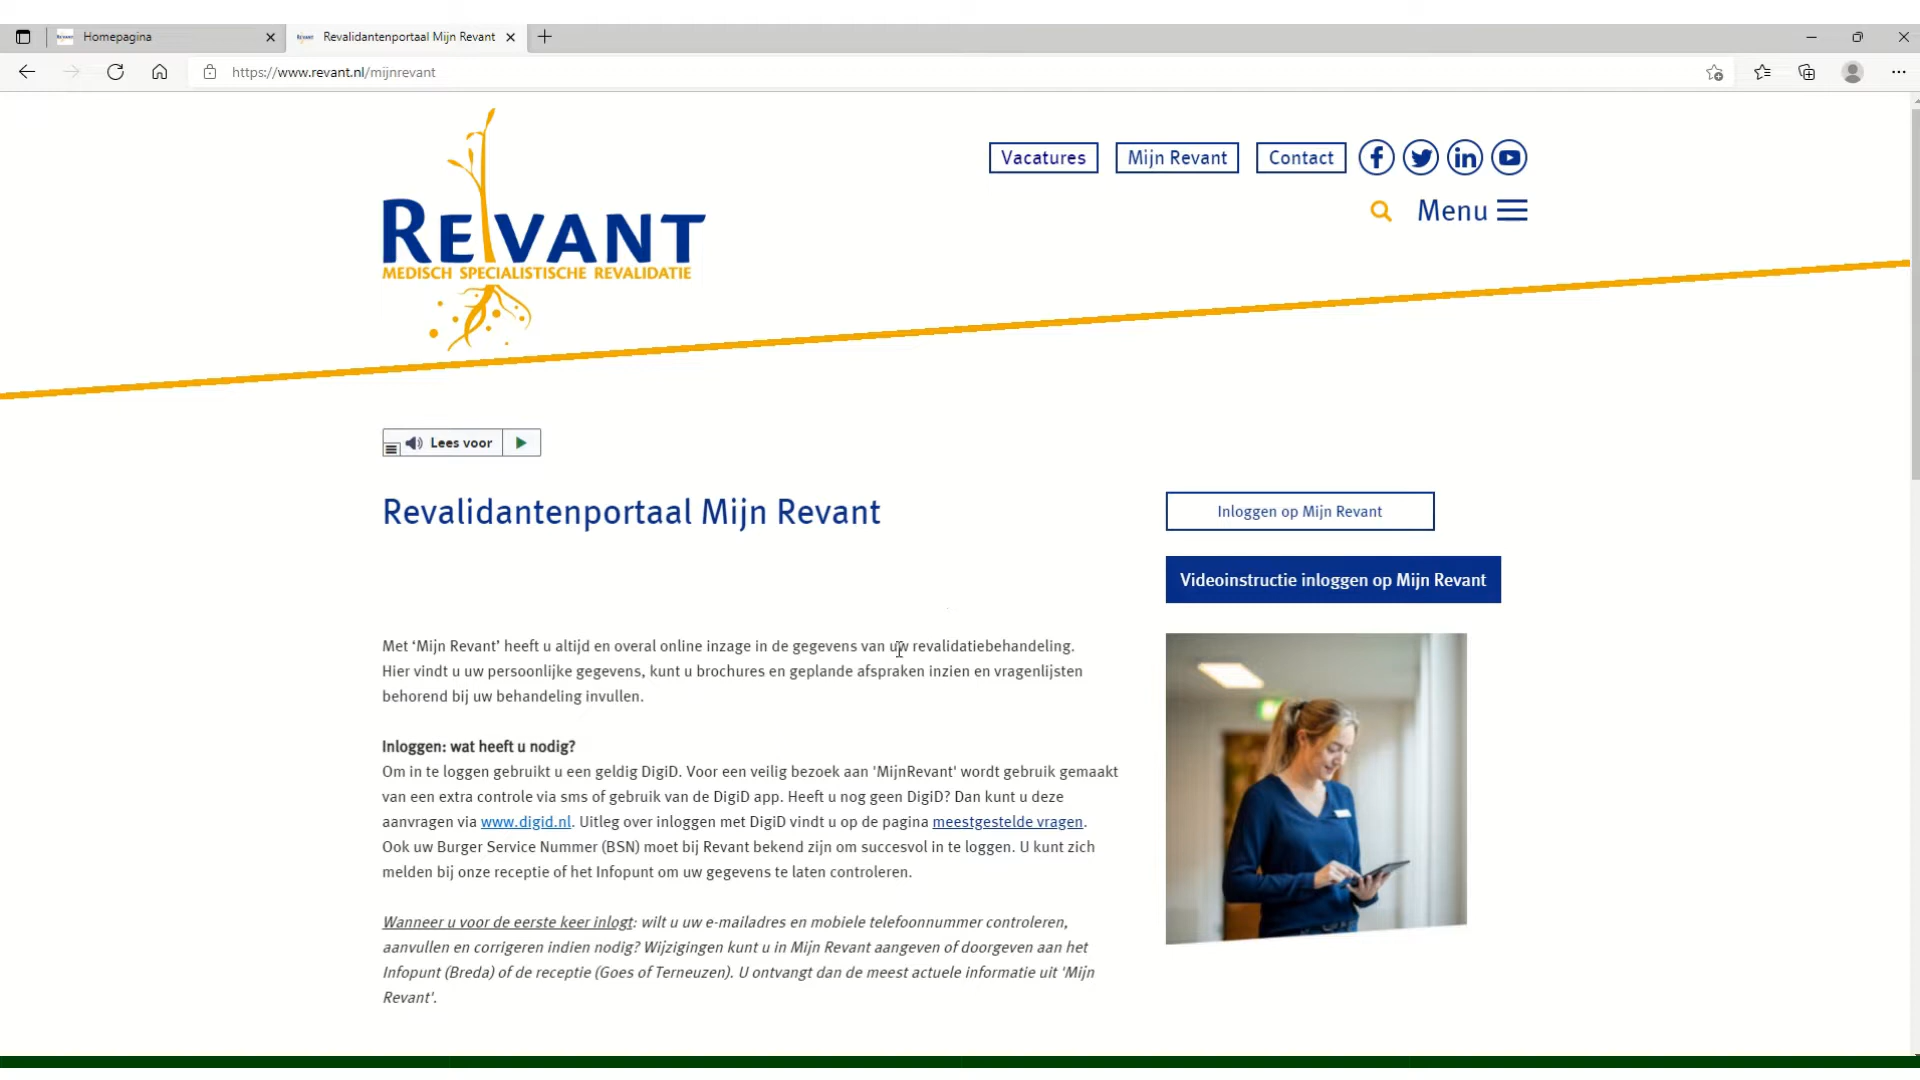 Homepagina
Revalidantenportaal Mijn Revant
https://www.revant.nl/mijnrevant
Vacatures
Mijn Revant
Contact
Menu
REVANT
MEDISCH SPECIALISTISCHE REVALIDATIE
Lees voor
Revalidantenportaal Mijn Revant
Inloggen op Mijn Revant
Videoinstructie inloggen op Mijn Revant
Met ‘Mijn Revant’ heeft u altijd en overal online inzage in de gegevens van uw revalidatiebehandeling.
Hier vindt u uw persoonlijke gegevens, kunt u brochures en geplande afspraken inzien en vragenlijsten
behorend bij uw behandeling invullen.
Inloggen: wat heeft u nodig?
Om in te loggen gebruikt u een geldig DigiD. Voor een veilig bezoek aan 'MijnRevant' wordt gebruik gemaakt
van een extra controle via sms of gebruik van de DigiD app. Heeft u nog geen DigiD? Dan kunt u deze
aanvragen via www.digid.nl. Uitleg over inloggen met DigiD vindt u op de pagina meestgestelde vragen.
Ook uw Burger Service Nummer (BSN) moet bij Revant bekend zijn om succesvol in te loggen. U kunt zich
melden bij onze receptie of het Infopunt om uw gegevens te laten controleren.
Wanneer u voor de eerste keer inlogt: wilt u uw e-mailadres en mobiele telefoonnummer controleren,
aanvullen en corrigeren indien nodig? Wijzigingen kunt u in Mijn Revant aangeven of doorgeven aan het
Infopunt (Breda) of de receptie (Goes of Terneuzen). U ontvangt dan de meest actuele informatie uit 'Mijn
Revant'.